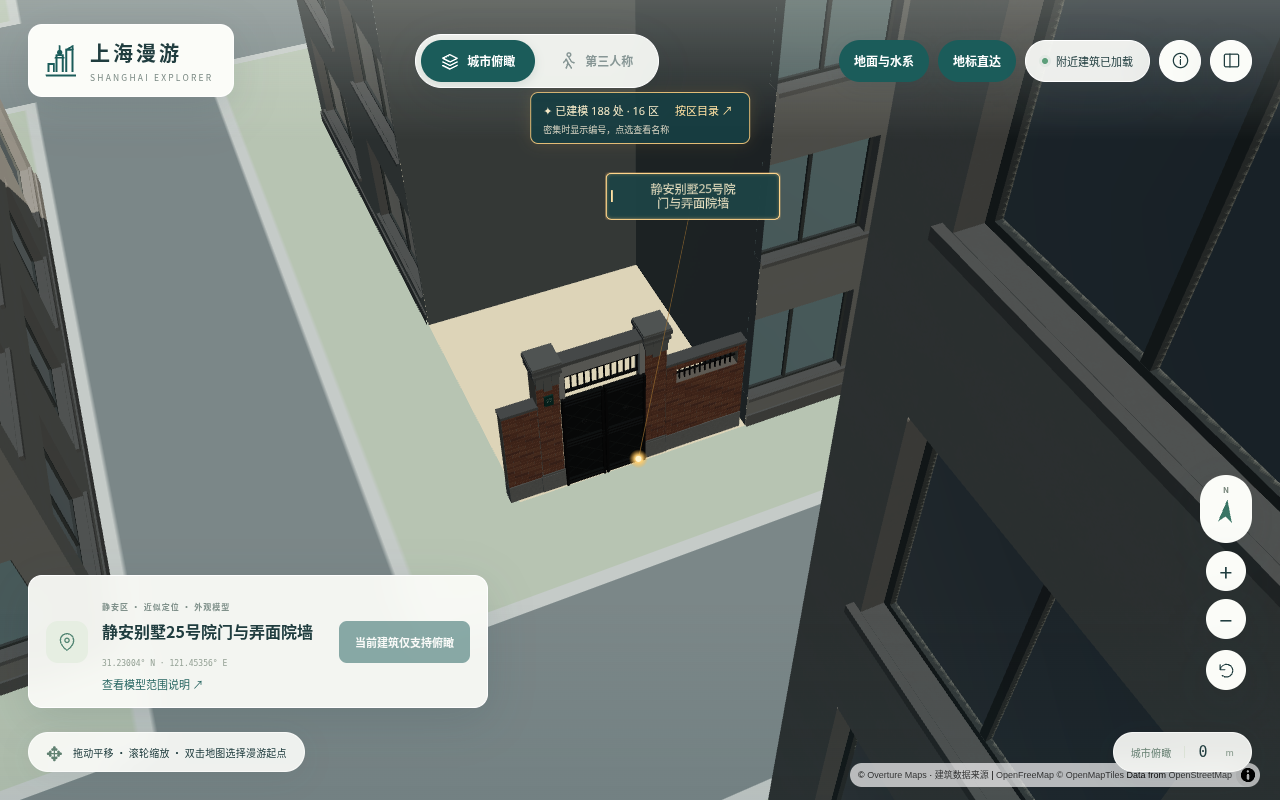 上海漫游
SHANGHAI EXPLORER
城市俯瞰
第三人称
地面与水系
地标直达
附近建筑已加载
✦ 已建模 188 处 · 16 区 按区目录 ↗
密集时显示编号，点选查看名称
静安别墅25号院
门与弄面院墙
N
静安区 · 近似定位 · 外观模型
静安别墅25号院门与弄面院墙
当前建筑仅支持俯瞰
31.23004° N · 121.45356° E
查看模型范围说明 ↗
拖动平移 · 滚轮缩放 · 双击地图选择漫游起点
城市俯瞰 0 m
© Overture Maps · 建筑数据来源 | OpenFreeMap © OpenMapTiles Data from OpenStreetMap